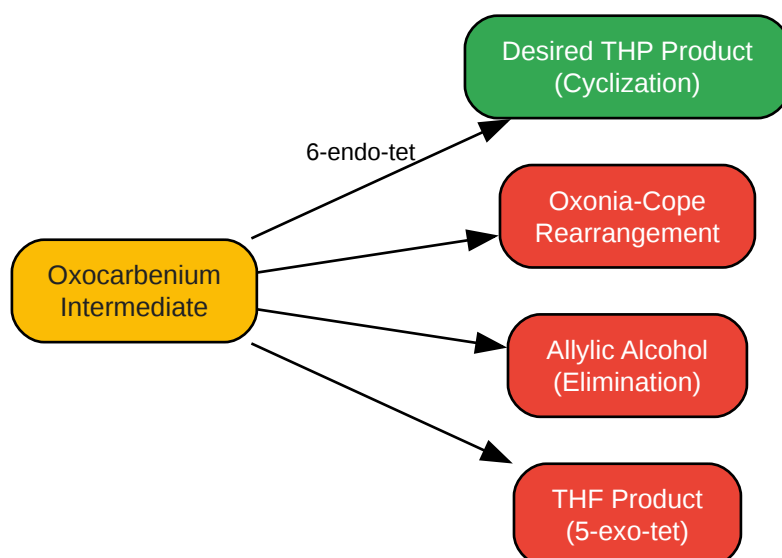 Desired THP Product
(Cyclization)
6-endo-tet
Oxonia-Cope
Rearrangement
Oxocarbenium
Intermediate
Allylic Alcohol
(Elimination)
THF Product
(5-exo-tet)